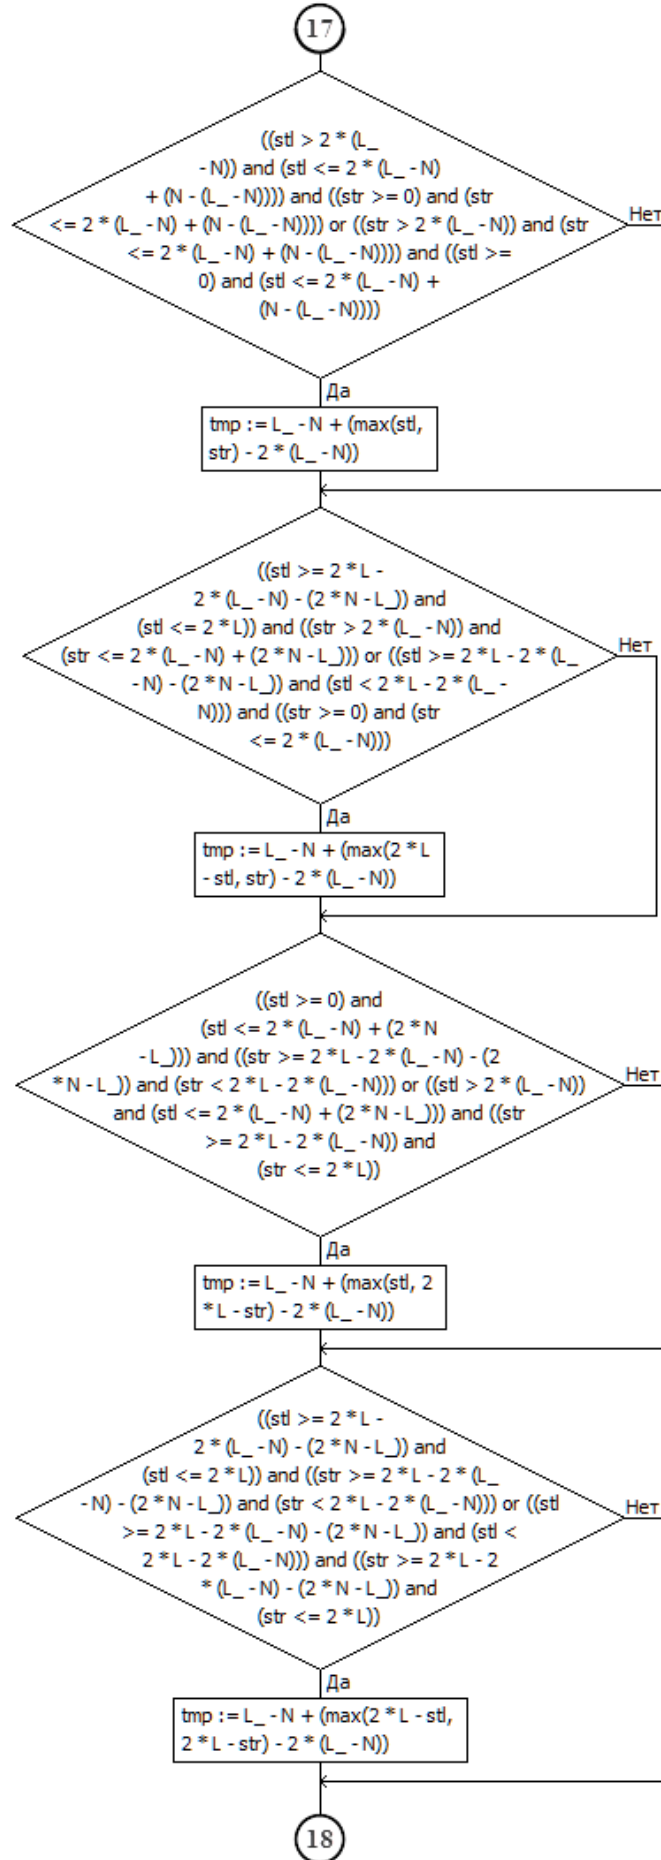 17
((stl > 2 * (L_
- N)) and (stl <= 2 * (L_ - N)
+ (N - (L_ - N)))) and ((str >= 0) and (str
<= 2 * (L_ - N) + (N - (L_ - N)))) or ((str > 2 * (L_ - N)) and (str
<= 2 * (L_ - N) + (N - (L_ - N)))) and ((stl >=
0) and (stl <= 2 * (L_ - N) +
(N - (L_ - N))))
Нет
Да
tmp := L_ - N + (max(stl,
str) - 2 * (L_ - N))
((stl >= 2 * L -
2 * (L_ - N) - (2 * N - L_)) and
(stl <= 2 * L)) and ((str > 2 * (L_ - N)) and
(str <= 2 * (L_ - N) + (2 * N - L_))) or ((stl >= 2 * L - 2 * (L_
- N) - (2 * N - L_)) and (stl < 2 * L - 2 * (L_ -
N))) and ((str >= 0) and (str
<= 2 * (L_ - N)))
Нет
Да
tmp := L_ - N + (max(2 * L
- stl, str) - 2 * (L_ - N))
((stl >= 0) and
(stl <= 2 * (L_ - N) + (2 * N
- L_))) and ((str >= 2 * L - 2 * (L_ - N) - (2
* N - L_)) and (str < 2 * L - 2 * (L_ - N))) or ((stl > 2 * (L_ - N))
and (stl <= 2 * (L_ - N) + (2 * N - L_))) and ((str
>= 2 * L - 2 * (L_ - N)) and
(str <= 2 * L))
Нет
Да
tmp := L_ - N + (max(stl, 2
* L - str) - 2 * (L_ - N))
((stl >= 2 * L -
2 * (L_ - N) - (2 * N - L_)) and
(stl <= 2 * L)) and ((str >= 2 * L - 2 * (L_
- N) - (2 * N - L_)) and (str < 2 * L - 2 * (L_ - N))) or ((stl
>= 2 * L - 2 * (L_ - N) - (2 * N - L_)) and (stl <
2 * L - 2 * (L_ - N))) and ((str >= 2 * L - 2
* (L_ - N) - (2 * N - L_)) and
(str <= 2 * L))
Нет
Да
tmp := L_ - N + (max(2 * L - stl,
2 * L - str) - 2 * (L_ - N))
18